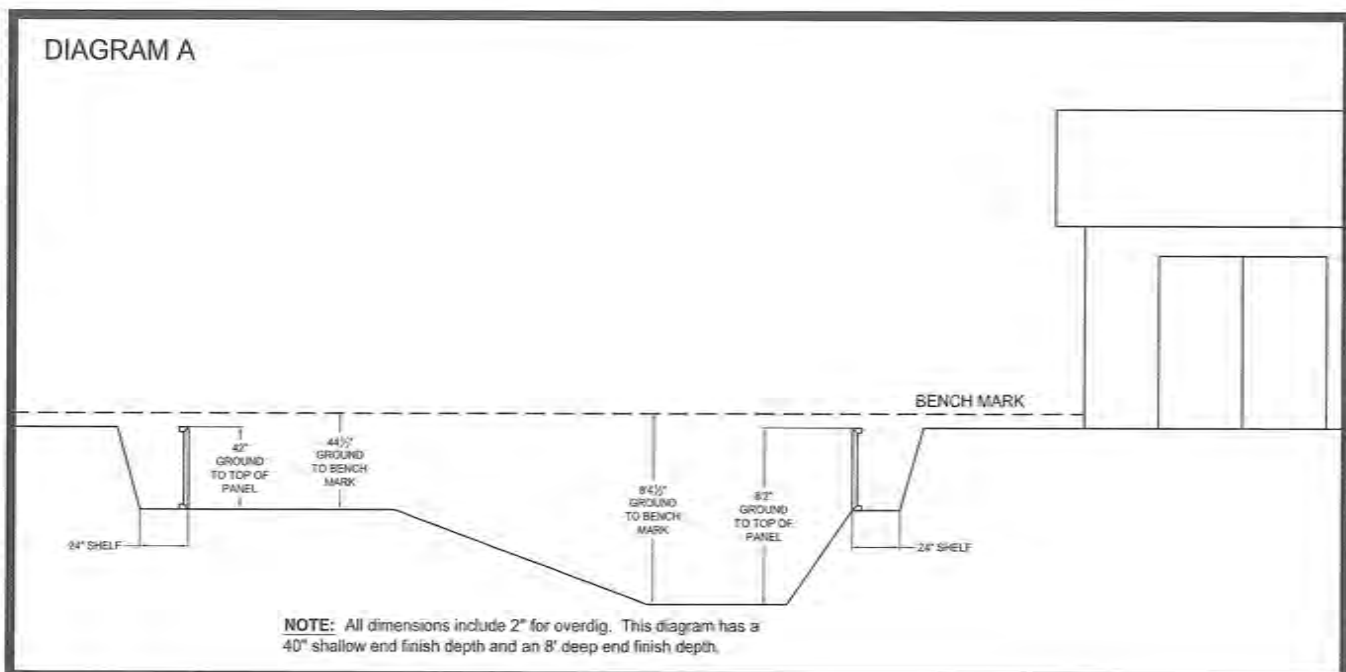 DIAGRAM A
BENCH MARK
42"
GROUND
TO TOP OF
PANEL
44½"
GROUND
TO BENCH
MARK
8'4½"
GROUND
TO BENCH
MARK
8'2"
GROUND
TO TOP OF
PANEL
24" SHELF
24" SHELF
NOTE: All dimensions include 2" for overdig. This diagram has a
40" shallow end finish depth and an 8' deep end finish depth.